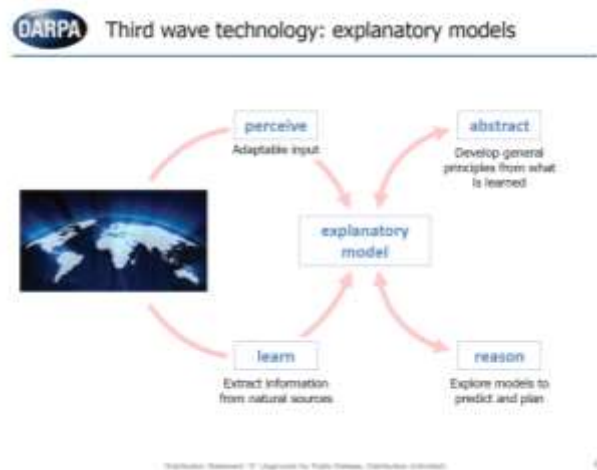 DARPA
Third wave technology: explanatory models
perceive
Adaptable input
abstract
Develop general
principles from what
is learned
explanatory
model
learn
Extract information
from natural sources
reason
Explore models to
predict and plan